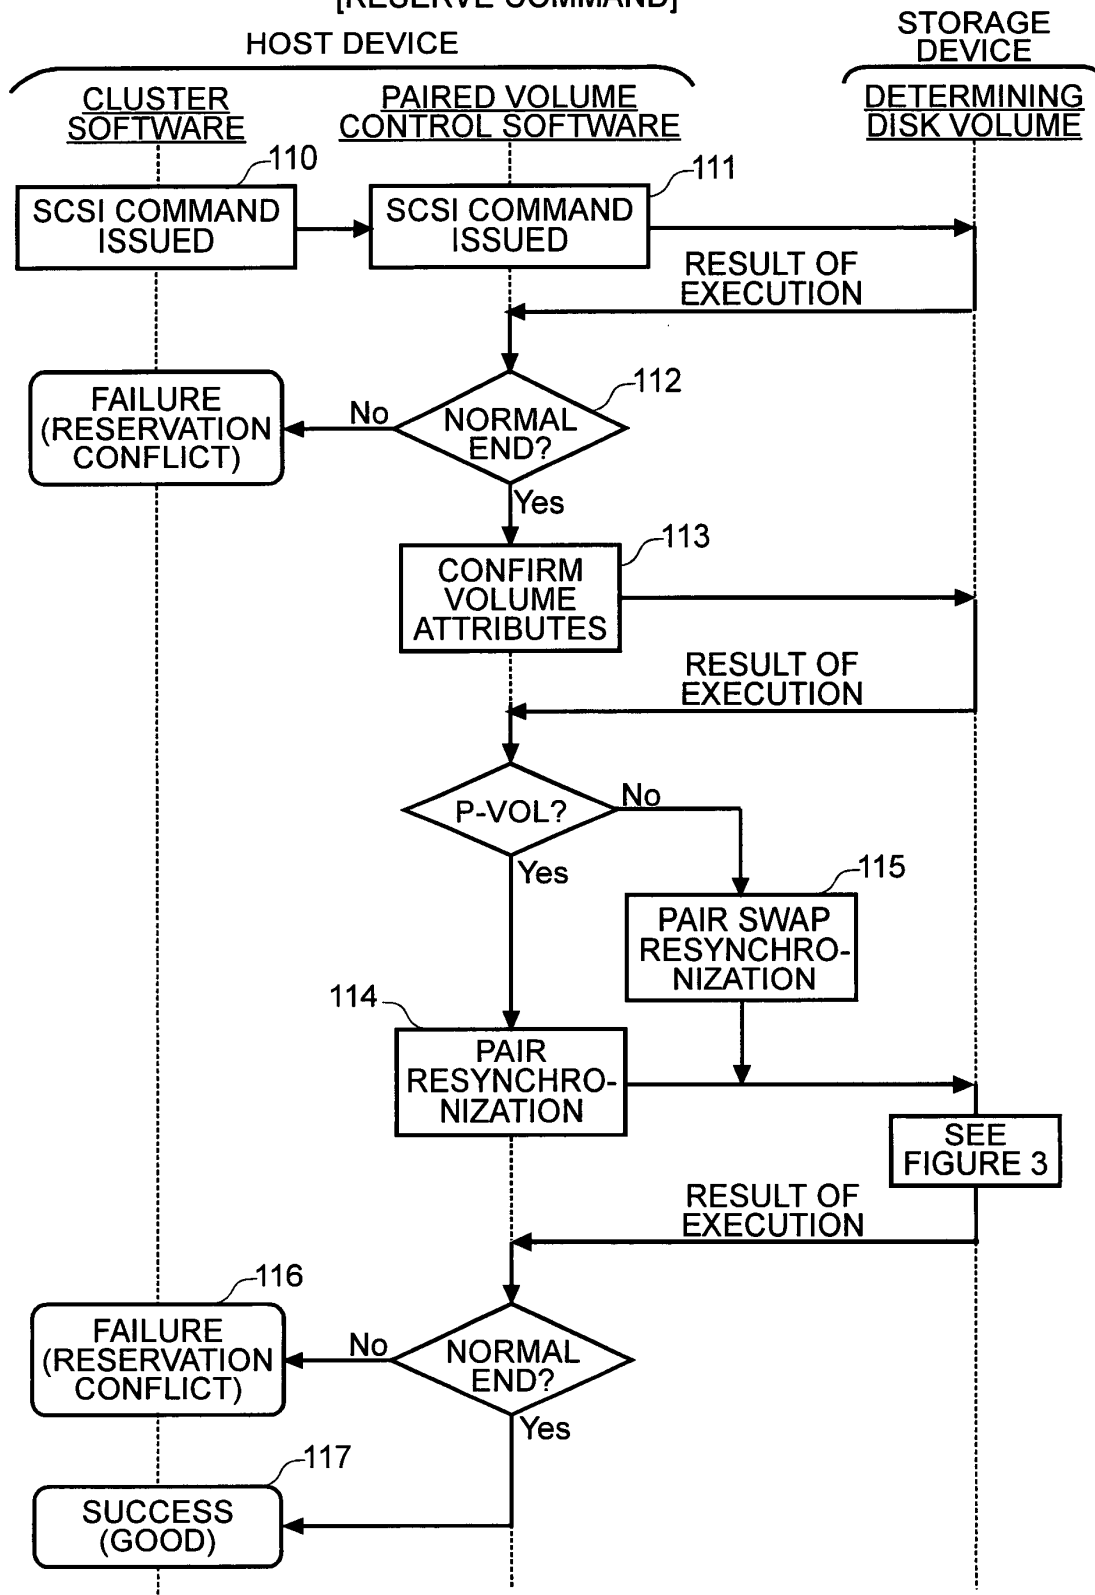 [RESERVE COMMAND]
HOST DEVICE
STORAGE
DEVICE
CLUSTER
SOFTWARE
PAIRED VOLUME
CONTROL SOFTWARE
DETERMINING
DISK VOLUME
110
111
SCSI COMMAND
ISSUED
SCSI COMMAND
ISSUED
RESULT OF
EXECUTION
112
FAILURE
(RESERVATION
CONFLICT)
No
NORMAL
END?
Yes
113
CONFIRM
VOLUME
ATTRIBUTES
RESULT OF
EXECUTION
P-VOL?
No
Yes
115
PAIR SWAP
RESYNCHRO-
NIZATION
114
PAIR
RESYNCHRO-
NIZATION
SEE
FIGURE 3
RESULT OF
EXECUTION
116
FAILURE
(RESERVATION
CONFLICT)
No
NORMAL
END?
Yes
117
SUCCESS
(GOOD)